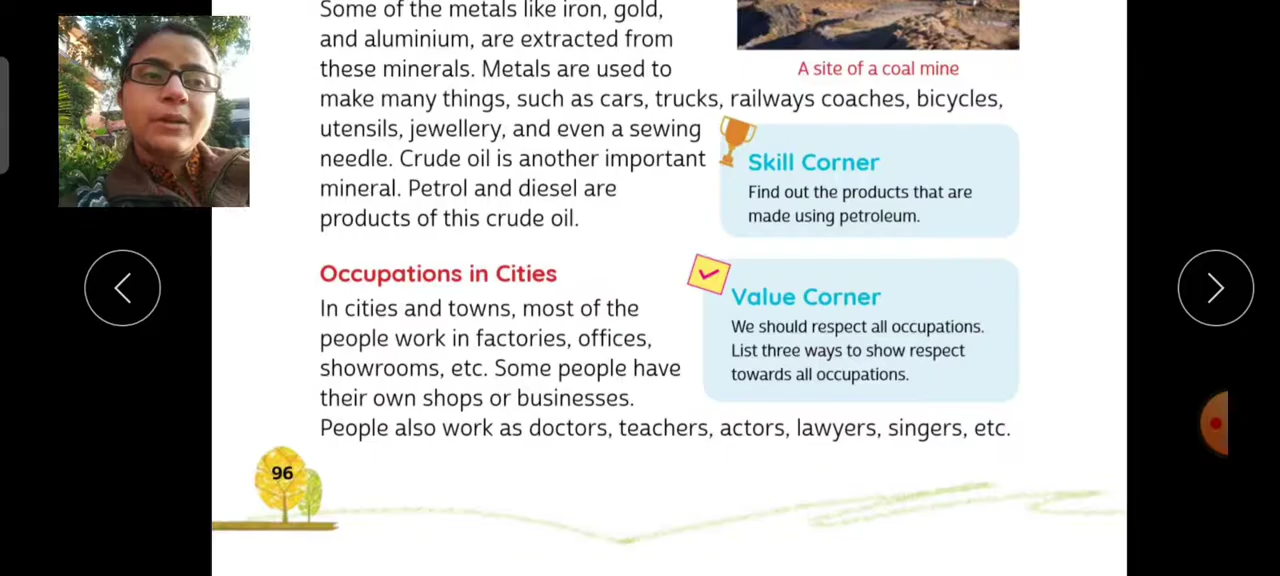 Some of the metals like iron, gold,
and aluminium, are extracted from
these minerals. Metals are used to
make many things, such as cars, trucks, railways coaches, bicycles,
utensils, jewellery, and even a sewing
needle. Crude oil is another important
mineral. Petrol and diesel are
products of this crude oil.
A site of a coal mine
Skill Corner
Find out the products that are
made using petroleum.
Occupations in Cities
In cities and towns, most of the
people work in factories, offices,
showrooms, etc. Some people have
their own shops or businesses.
People also work as doctors, teachers, actors, lawyers, singers, etc.
Value Corner
We should respect all occupations.
List three ways to show respect
towards all occupations.
96